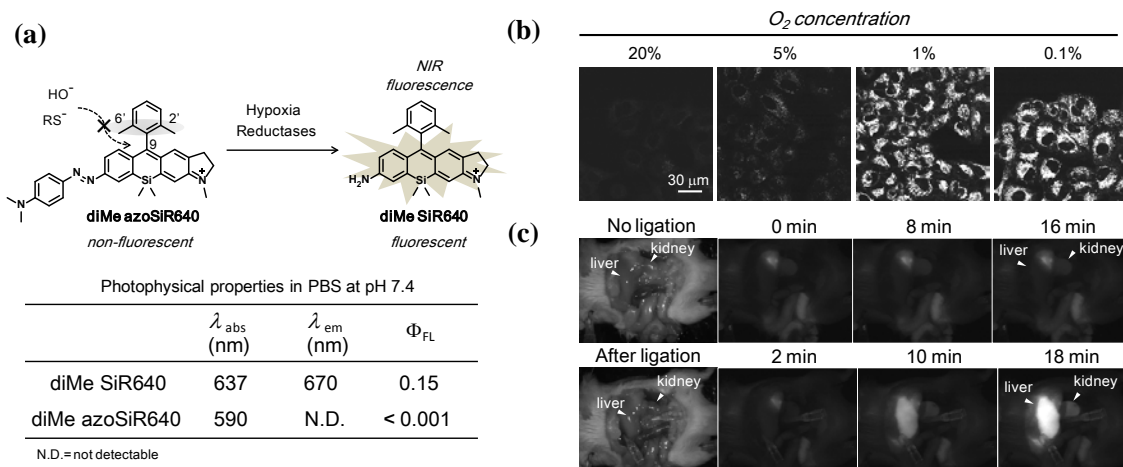 (a)
NIR
fluorescence
HO⁻
RS⁻
6'
2'
9
Hypoxia
Reductases
N
N
N
Si
N
+
diMe azoSiR640
non-fluorescent
H₂N
Si
N
+
diMe SiR640
fluorescent
Photophysical properties in PBS at pH 7.4
λ abs (nm) λ em (nm) Φ FL
diMe SiR640 637 670 0.15
diMe azoSiR640 590 N.D. < 0.001
N.D.= not detectable
(b)
O₂ concentration
20% 5% 1% 0.1%
30 μm
(c)
No ligation 0 min 8 min 16 min
liver kidney liver kidney
After ligation 2 min 10 min 18 min
liver kidney liver kidney